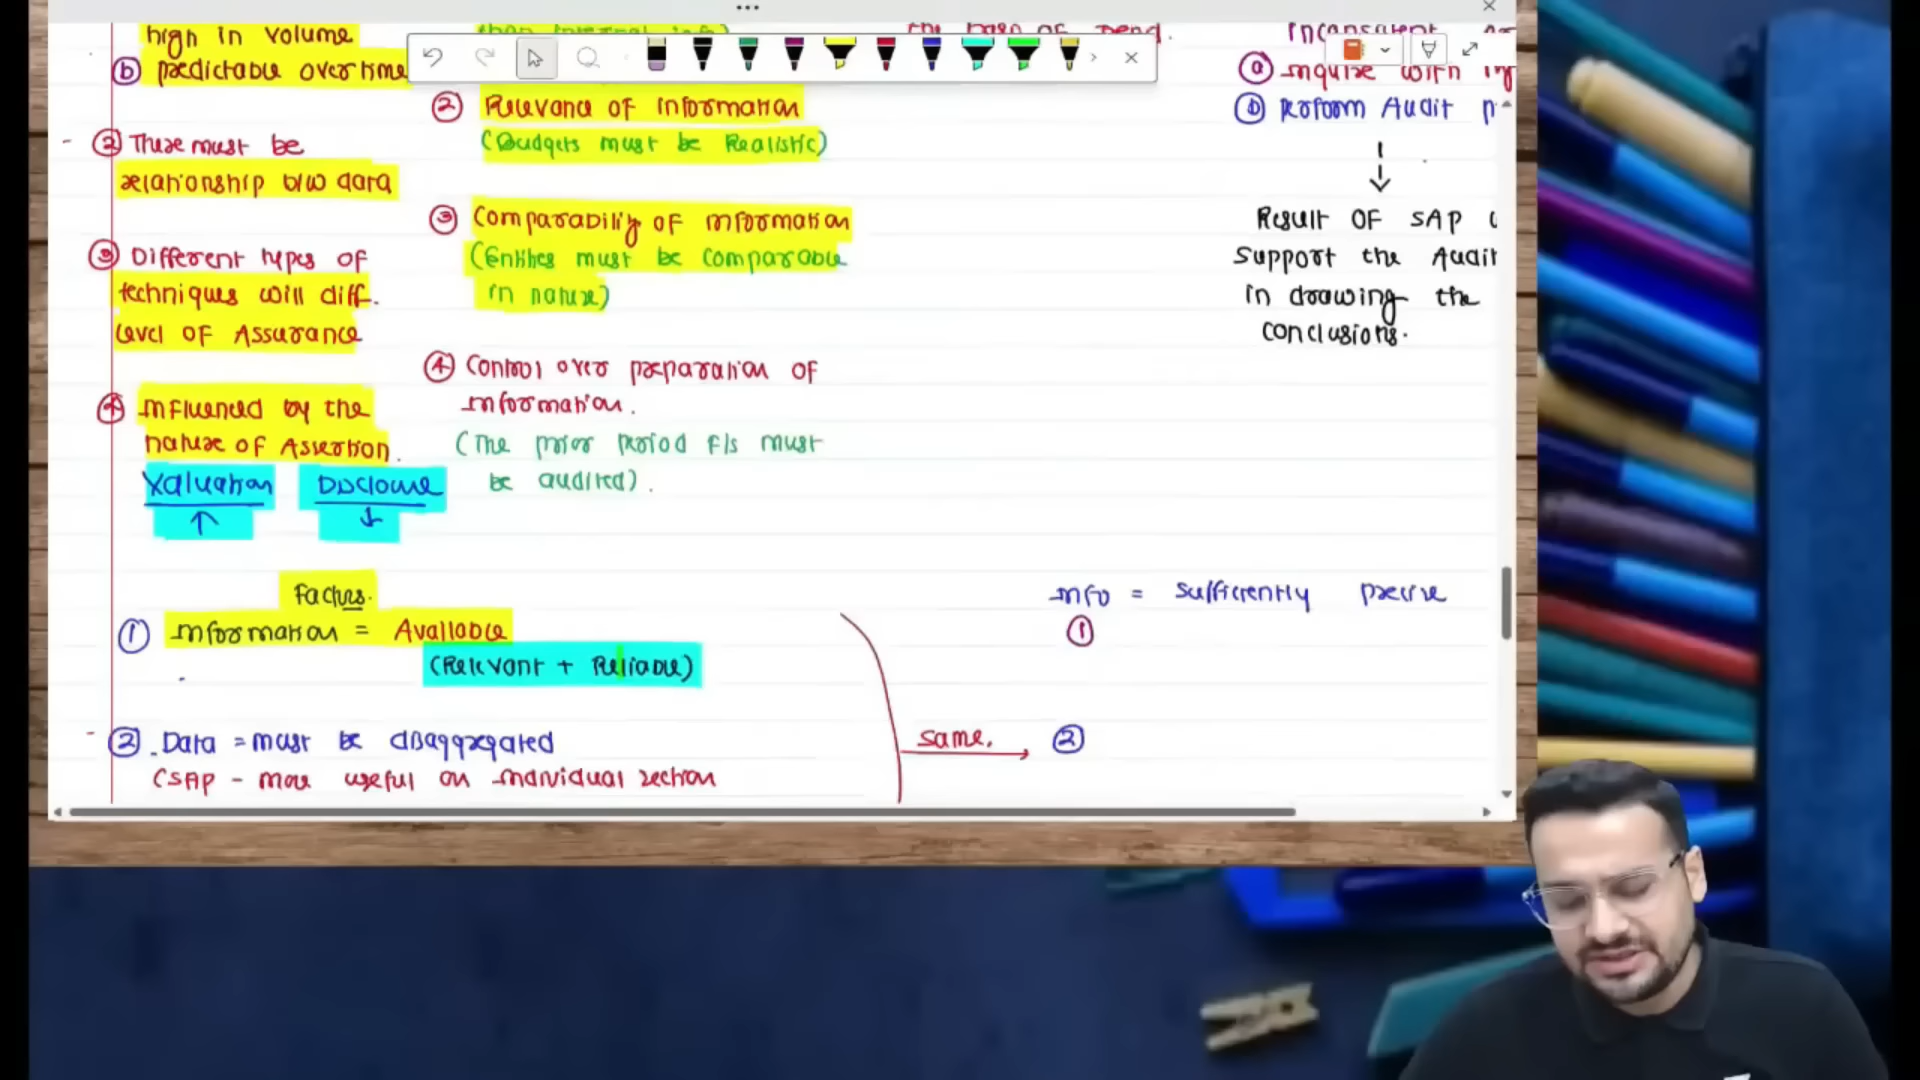 high in volume
(b) predictable overtime
(2) There must be
relationship b/w data
(3) Different types of
techniques will diff.
level of Assurance
(4) Influenced by the
nature of Assertion.
Valuation Disclosure
↑ ↓
(2) Relevance of Information
(Budgets must be Realistic)
(3) Comparability of Information
(Entities must be comparable
in nature)
(4) Control over preparation of
Information.
(The prior period F/s must
be audited).
(a) Inquire with
(b) Perform Audit
↓
Result OF SAP
Support the Audit
in drawing the
conclusions.
Factors.
(1) Information = Available
(Relevant + Reliable)
(2) Data = must be disaggregated
(SAP - more useful on individual section
same.
Info = sufficiently precise
(1)
(2)